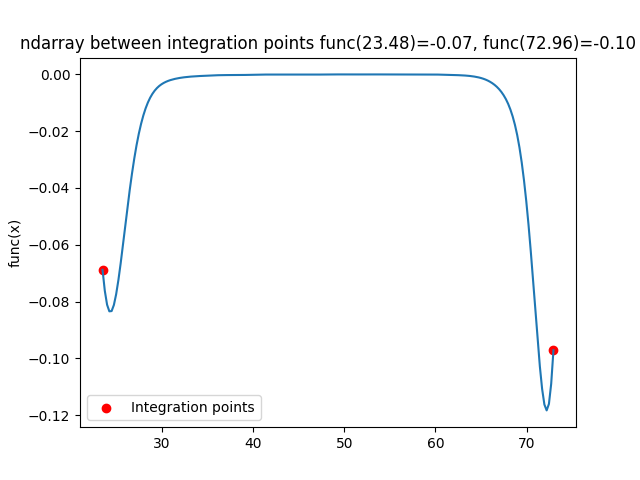 ndarray between integration points func(23.48)=-0.07, func(72.96)=-0.10
0.00
−0.02
−0.04
−0.06
−0.08
−0.10
−0.12
func(x)
Integration points
30 40 50 60 70